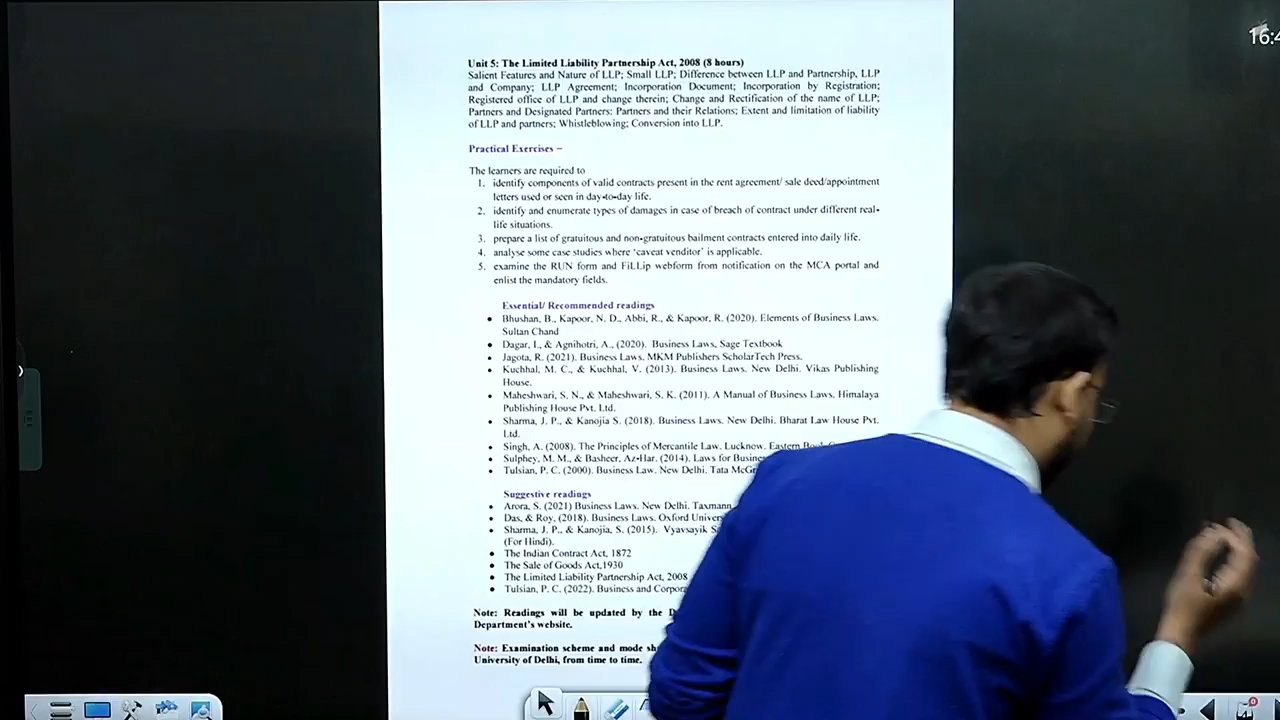 16:4
Unit 5: The Limited Liability Partnership Act, 2008 (8 hours)
Salient Features and Nature of LLP; Small LLP; Difference between LLP and Partnership, LLP
and Company; LLP Agreement; Incorporation Document; Incorporation by Registration;
Registered office of LLP and change therein; Change and Rectification of the name of LLP;
Partners and Designated Partners; Partners and their Relations; Extent and limitation of liability
of LLP and partners; Whistleblowing; Conversion into LLP.
Practical Exercises –
The learners are required to
1. identify components of valid contracts present in the rent agreement/ sale deed/appointment
letters used or seen in day-to-day life.
2. identify and enumerate types of damages in case of breach of contract under different real-
life situations.
3. prepare a list of gratuitous and non-gratuitous bailment contracts entered into daily life.
4. analyse some case studies where ‘caveat venditor’ is applicable.
5. examine the RUN form and FiLLip webform from notification on the MCA portal and
enlist the mandatory fields.
Essential/ Recommended readings
• Bhushan, B., Kapoor, N. D., Abbi, R., & Kapoor, R. (2020). Elements of Business Laws.
Sultan Chand
• Dagar, I., & Agnihotri, A., (2020). Business Laws, Sage Textbook
• Jagota, R. (2021). Business Laws. MKM Publishers ScholarTech Press.
• Kuchhal, M. C., & Kuchhal, V. (2013). Business Laws. New Delhi. Vikas Publishing
House.
• Maheshwari, S. N., & Maheshwari, S. K. (2011). A Manual of Business Laws. Himalaya
Publishing House Pvt. Ltd.
• Sharma, J. P., & Kanojia S. (2018). Business Laws. New Delhi. Bharat Law House Pvt.
Ltd.
• Singh, A. (2008). The Principles of Mercantile Law. Lucknow. Eastern Book
• Sulphey, M. M., & Basheer, Az-Har. (2014). Laws for Busine
• Tulsian, P. C. (2000). Business Law. New Delhi. Tata McG
Suggestive readings
• Arora, S. (2021) Business Laws. New Delhi. Taxmann
• Das, & Roy, (2018). Business Laws. Oxford Univer
• Sharma, J. P., & Kanojia, S. (2015). Vyavsayik S
(For Hindi).
• The Indian Contract Act, 1872
• The Sale of Goods Act,1930
• The Limited Liability Partnership Act, 2008
• Tulsian, P. C. (2022). Business and Corpora
Note: Readings will be updated by the D
Department’s website.
Note: Examination scheme and mode sh
University of Delhi, from time to time.